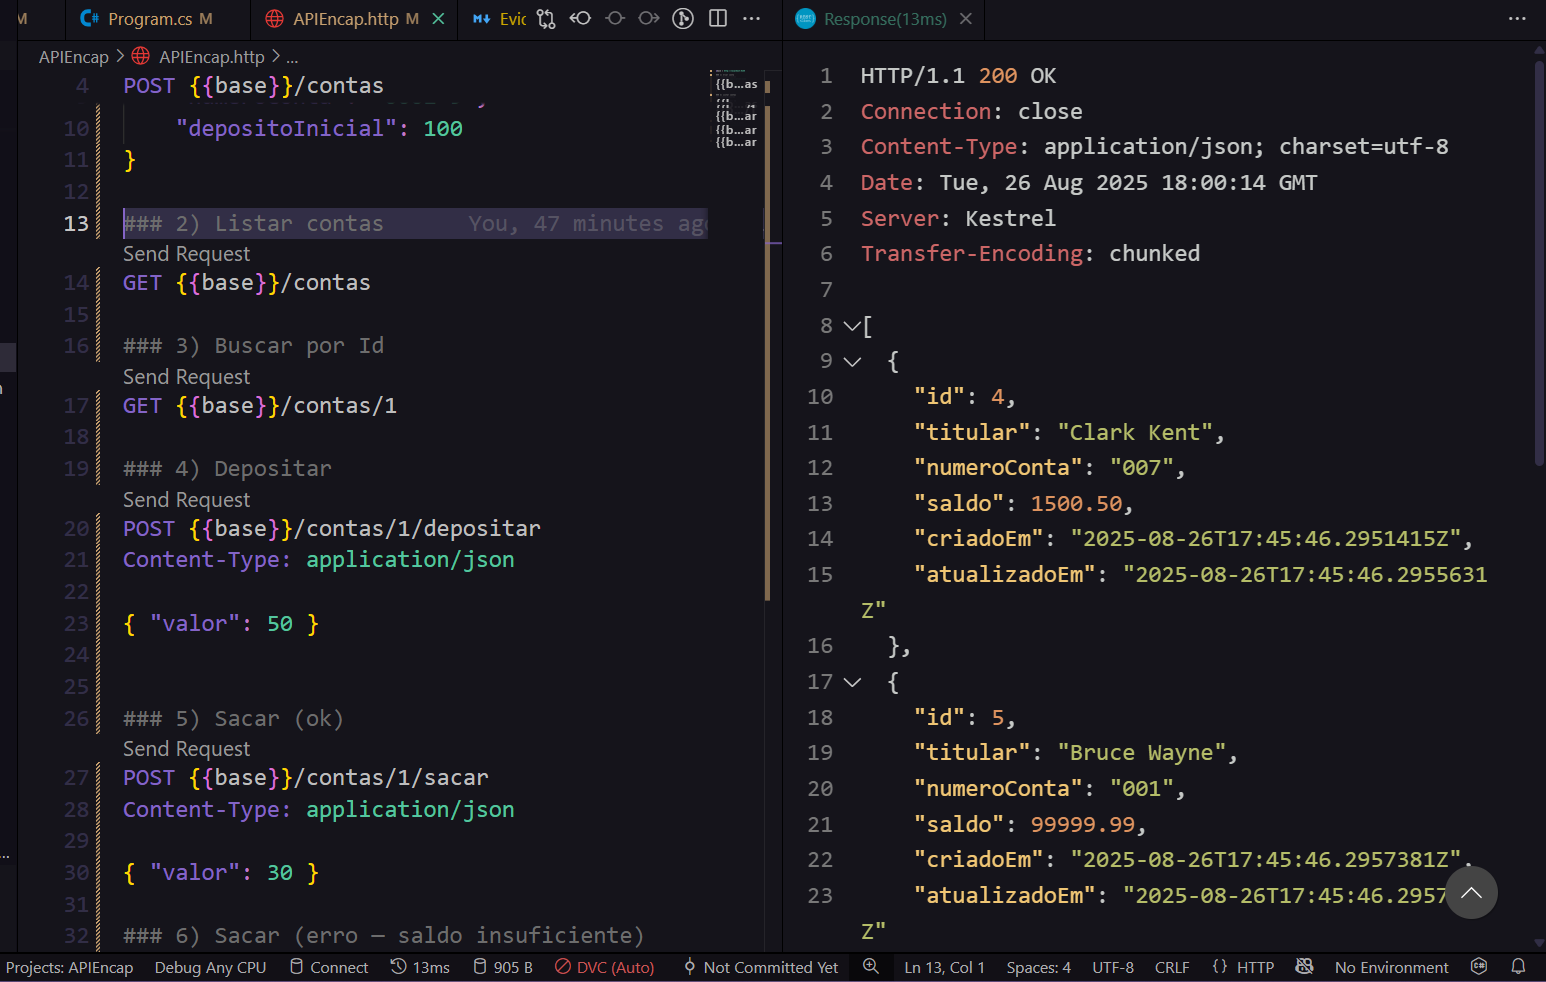 M
Program.cs M
APIEncap.http M
Evic
Response(13ms)
APIEncap > APIEncap.http > ...
4 POST {{base}}/contas
10 "depositoInicial": 100
11 }
12
13 ### 2) Listar contas You, 47 minutes ago
Send Request
14 GET {{base}}/contas
15
16 ### 3) Buscar por Id
Send Request
17 GET {{base}}/contas/1
18
19 ### 4) Depositar
Send Request
20 POST {{base}}/contas/1/depositar
21 Content-Type: application/json
22
23 { "valor": 50 }
24
25
26 ### 5) Sacar (ok)
Send Request
27 POST {{base}}/contas/1/sacar
28 Content-Type: application/json
29
30 { "valor": 30 }
31
32 ### 6) Sacar (erro — saldo insuficiente)
{{b...as
{{b...ar
{{b...ar
{{b...ar
1 HTTP/1.1 200 OK
2 Connection: close
3 Content-Type: application/json; charset=utf-8
4 Date: Tue, 26 Aug 2025 18:00:14 GMT
5 Server: Kestrel
6 Transfer-Encoding: chunked
7
8 [
9 {
10 "id": 4,
11 "titular": "Clark Kent",
12 "numeroConta": "007",
13 "saldo": 1500.50,
14 "criadoEm": "2025-08-26T17:45:46.2951415Z",
15 "atualizadoEm": "2025-08-26T17:45:46.2955631
Z"
16 },
17 {
18 "id": 5,
19 "titular": "Bruce Wayne",
20 "numeroConta": "001",
21 "saldo": 99999.99,
22 "criadoEm": "2025-08-26T17:45:46.2957381Z",
23 "atualizadoEm": "2025-08-26T17:45:46.2957
Z"
Projects: APIEncap Debug Any CPU Connect 13ms 905 B DVC (Auto) Not Committed Yet Ln 13, Col 1 Spaces: 4 UTF-8 CRLF {} HTTP No Environment